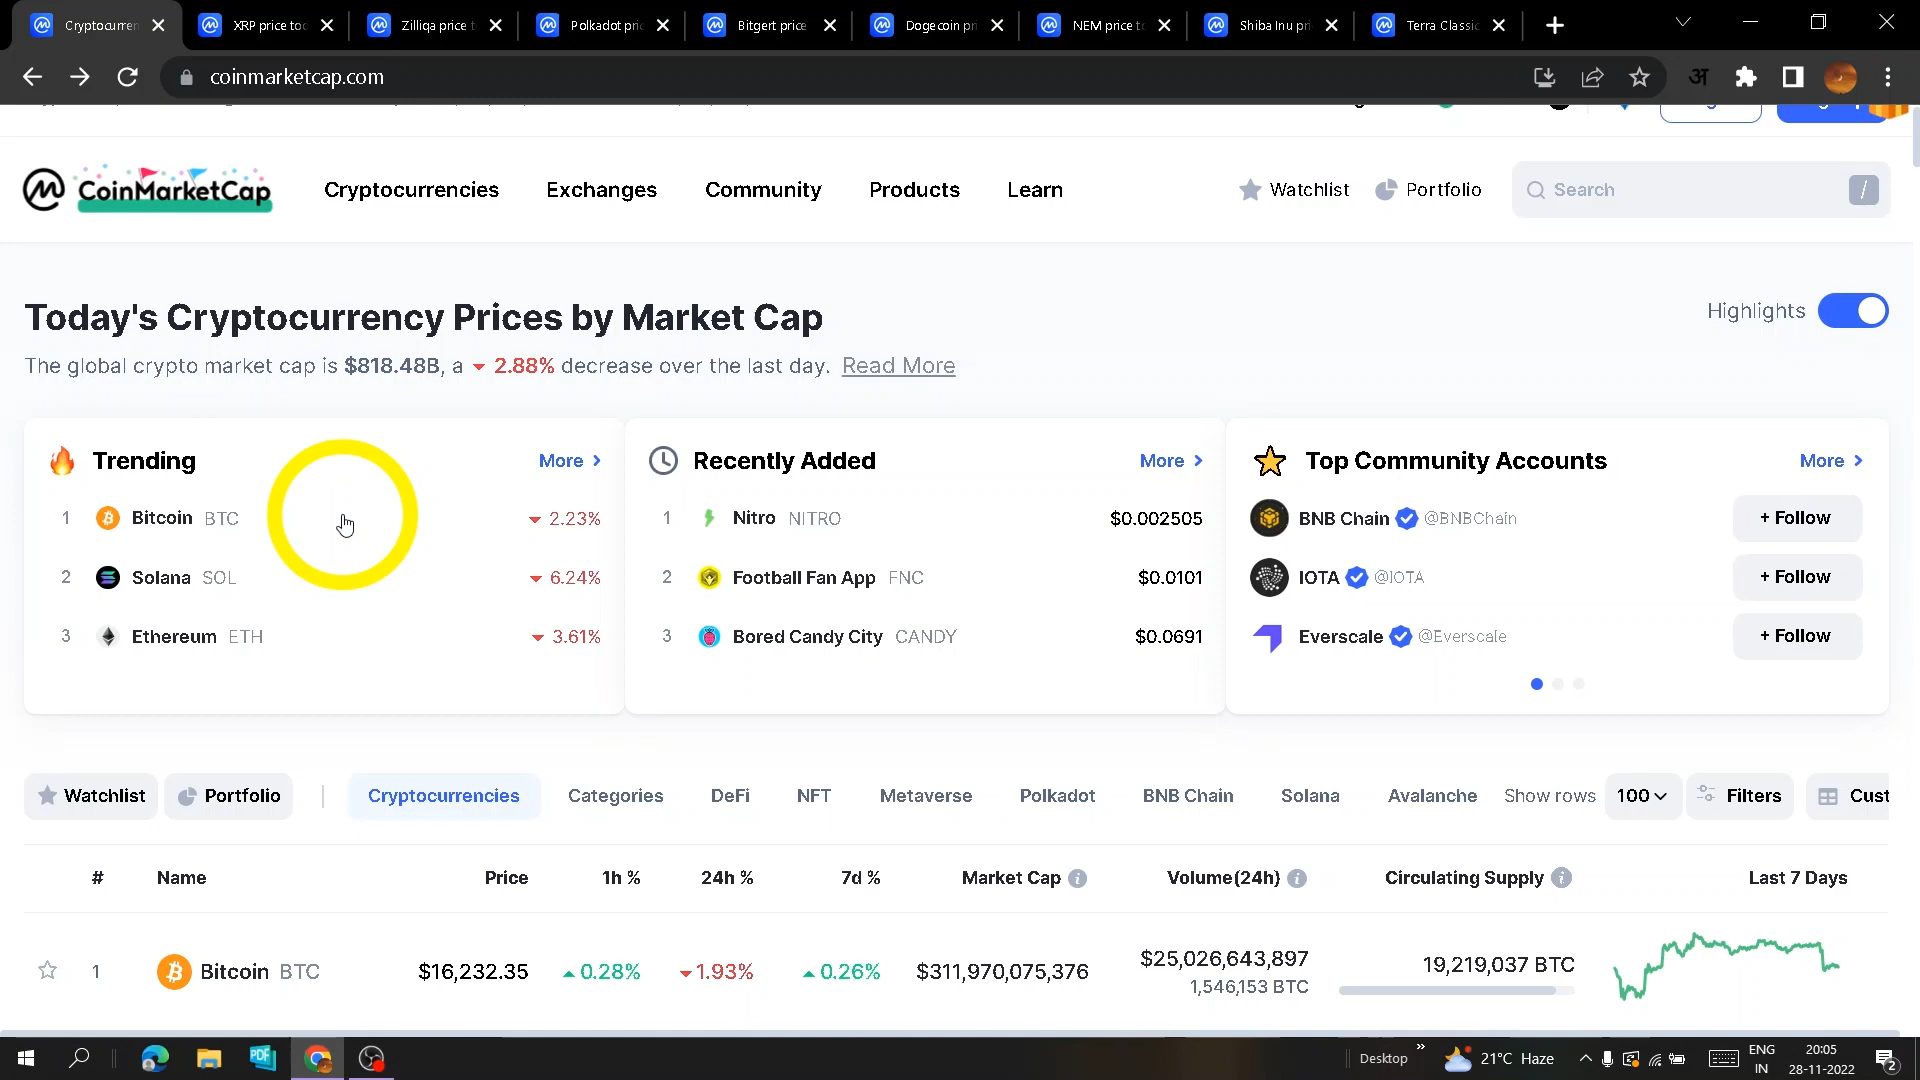 Cryptocurren
XRP price too
Zilliqa price t
Polkadot pric
Bitgert price
Dogecoin pr
NEM price to
Shiba Inu pri
Terra Classic
coinmarketcap.com
अ
CoinMarketCap
Cryptocurrencies
Exchanges
Community
Products
Learn
Watchlist
Portfolio
Search
/
Today's Cryptocurrency Prices by Market Cap
Highlights
The global crypto market cap is $818.48B, a 2.88% decrease over the last day. Read More
Trending
More
1 Bitcoin BTC 2.23%
2 Solana SOL 6.24%
3 Ethereum ETH 3.61%
Recently Added
More
1 Nitro NITRO $0.002505
2 Football Fan App FNC $0.0101
3 Bored Candy City CANDY $0.0691
Top Community Accounts
More
BNB Chain @BNBChain + Follow
IOTA @IOTA + Follow
Everscale @Everscale + Follow
Watchlist
Portfolio
Cryptocurrencies
Categories
DeFi
NFT
Metaverse
Polkadot
BNB Chain
Solana
Avalanche
Show rows
100
Filters
Cust
# Name Price 1h % 24h % 7d % Market Cap Volume(24h) Circulating Supply Last 7 Days
1 Bitcoin BTC $16,232.35 0.28% 1.93% 0.26% $311,970,075,376 $25,026,643,897 19,219,037 BTC
1,546,153 BTC
PDF
Desktop
21°C Haze
ENG
IN
20:05
28-11-2022
2